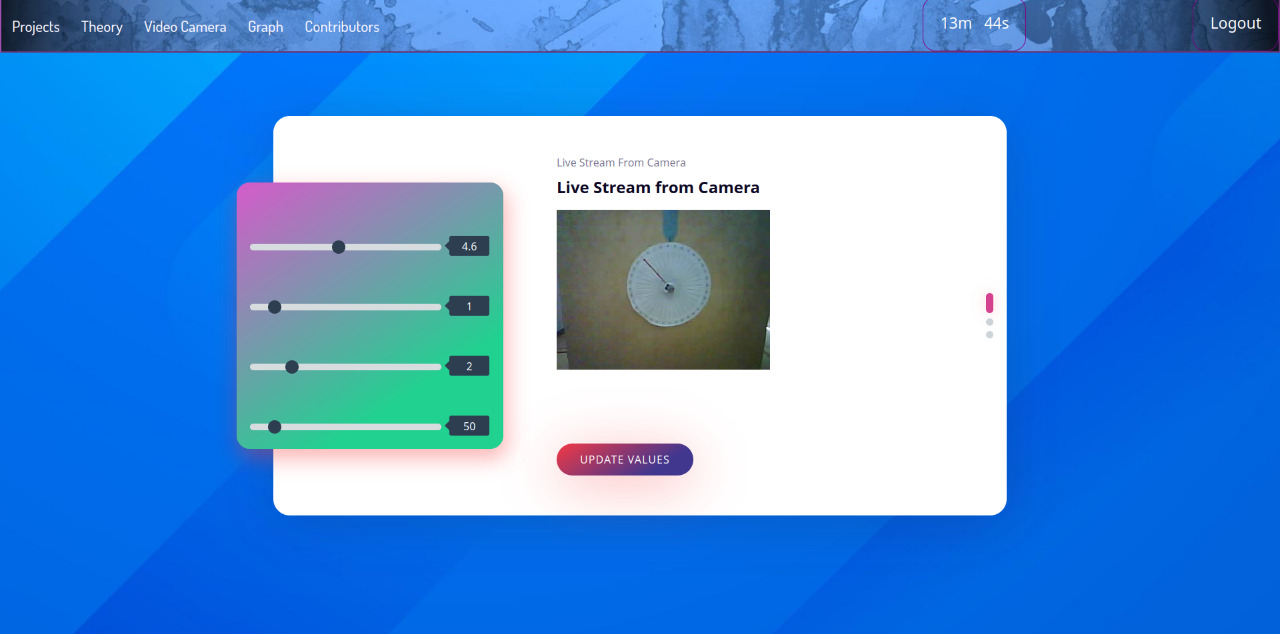 Projects Theory Video Camera Graph Contributors 13m 44s Logout
Live Stream From Camera
Live Stream from Camera
4.6
1
2
50
UPDATE VALUES